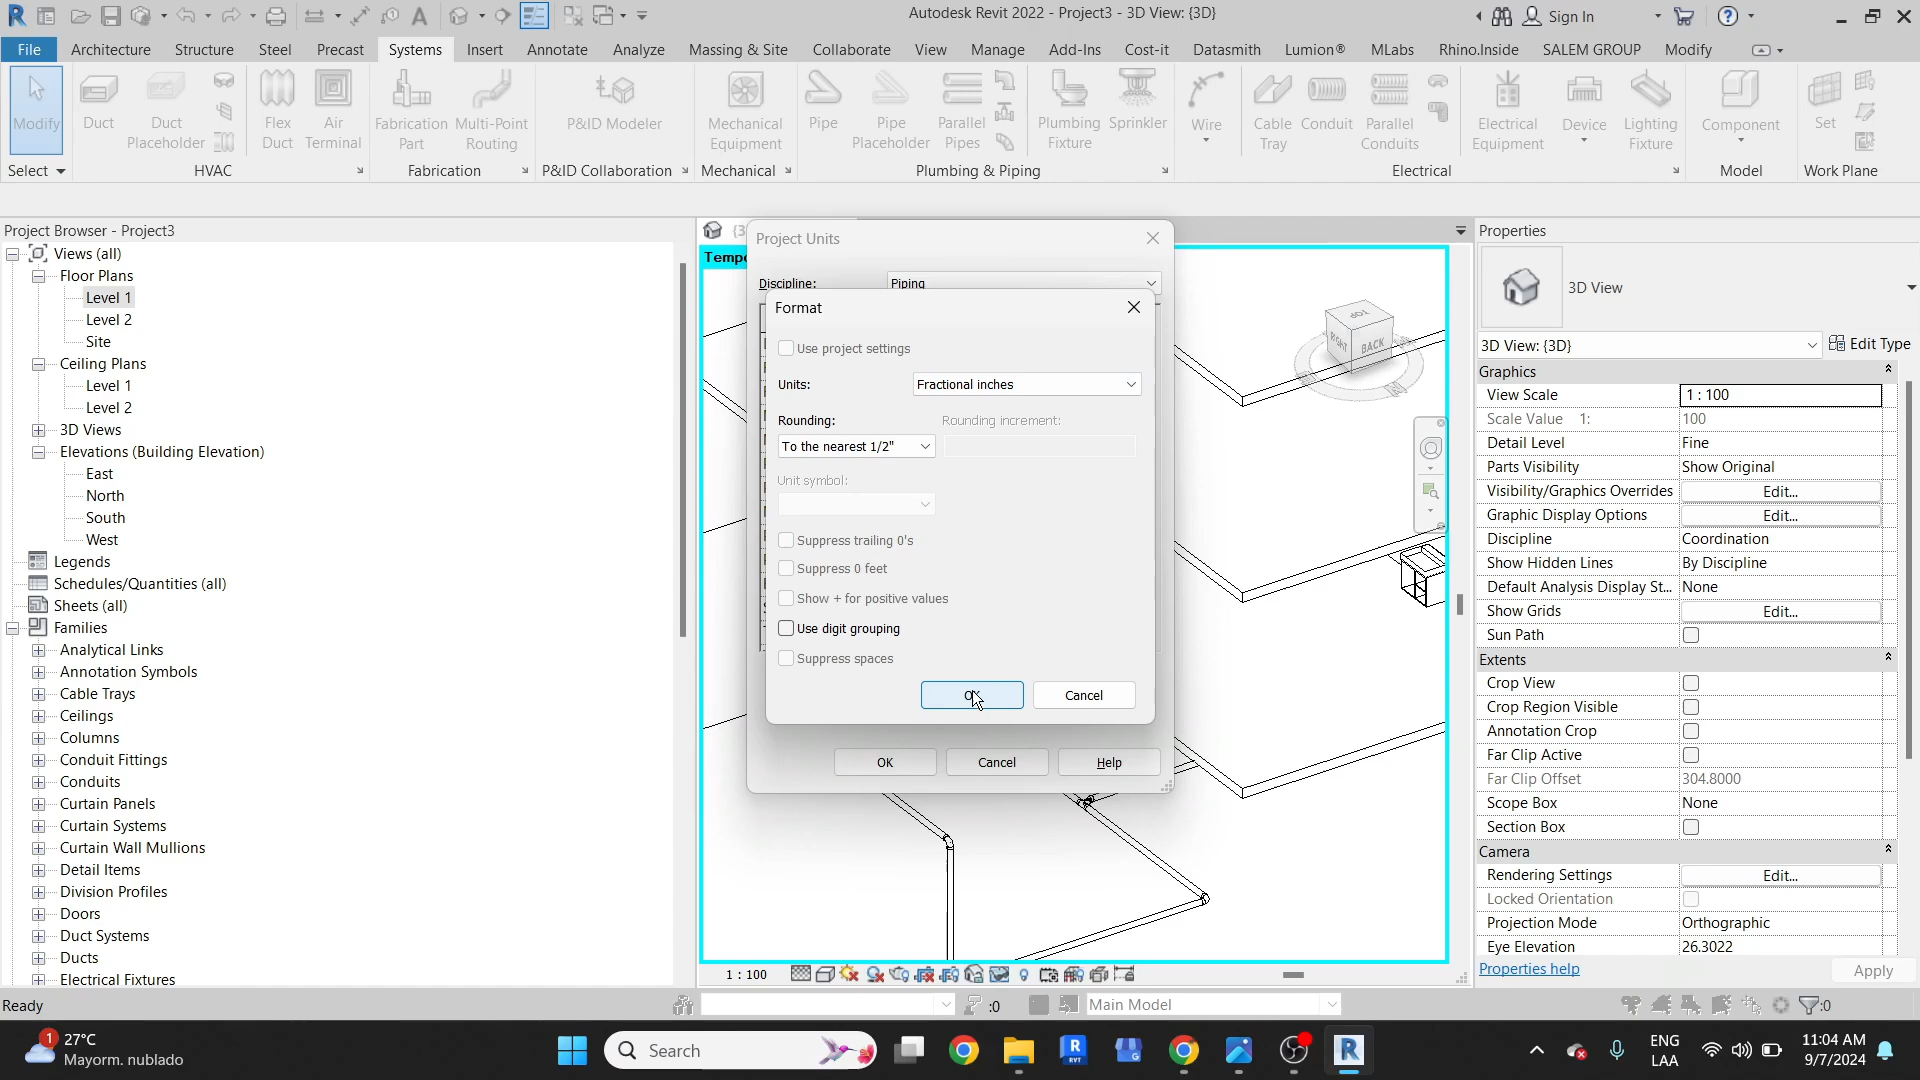 Autodesk Revit 2022 - Project3 - 3D View: {3D}
Sign In
File Architecture Structure Steel Precast Systems Insert Annotate Analyze Massing & Site Collaborate View Manage Add-Ins Cost-it Datasmith Lumion® MLabs Rhino.Inside SALEM GROUP Modify
Modify
Duct
Duct Placeholder
Flex Duct
Air Terminal
Fabrication Part
Multi-Point Routing
P&ID Modeler
Mechanical Equipment
Pipe
Pipe Placeholder
Parallel Pipes
Plumbing Fixture
Sprinkler
Wire
Cable Tray
Conduit
Parallel Conduits
Electrical Equipment
Device
Lighting Fixture
Component
Set
Select HVAC Fabrication P&ID Collaboration Mechanical Plumbing & Piping Electrical Model Work Plane
Project Browser - Project3
Views (all)
Floor Plans
Level 1
Level 2
Site
Ceiling Plans
Level 1
Level 2
3D Views
Elevations (Building Elevation)
East
North
South
West
Legends
Schedules/Quantities (all)
Sheets (all)
Families
Analytical Links
Annotation Symbols
Cable Trays
Ceilings
Columns
Conduit Fittings
Conduits
Curtain Panels
Curtain Systems
Curtain Wall Mullions
Detail Items
Division Profiles
Doors
Duct Systems
Ducts
Electrical Fixtures
Project Units
Discipline: Piping
Format
Use project settings
Units: Fractional inches
Rounding: Rounding increment:
To the nearest 1/2"
Unit symbol:
Suppress trailing 0's
Suppress 0 feet
Show + for positive values
Use digit grouping
Suppress spaces
OK Cancel
OK Cancel Help
TOP
RIGHT BACK
1 : 100
Properties
3D View
3D View: {3D} Edit Type
Graphics
View Scale 1 : 100
Scale Value 1: 100
Detail Level Fine
Parts Visibility Show Original
Visibility/Graphics Overrides Edit...
Graphic Display Options Edit...
Discipline Coordination
Show Hidden Lines By Discipline
Default Analysis Display St... None
Show Grids Edit...
Sun Path
Extents
Crop View
Crop Region Visible
Annotation Crop
Far Clip Active
Far Clip Offset 304.8000
Scope Box None
Section Box
Camera
Rendering Settings Edit...
Locked Orientation
Projection Mode Orthographic
Eye Elevation 26.3022
Properties help Apply
Ready :0 Main Model :0
1 27°C
Mayorm. nublado
Search
ENG
LAA
11:04 AM
9/7/2024